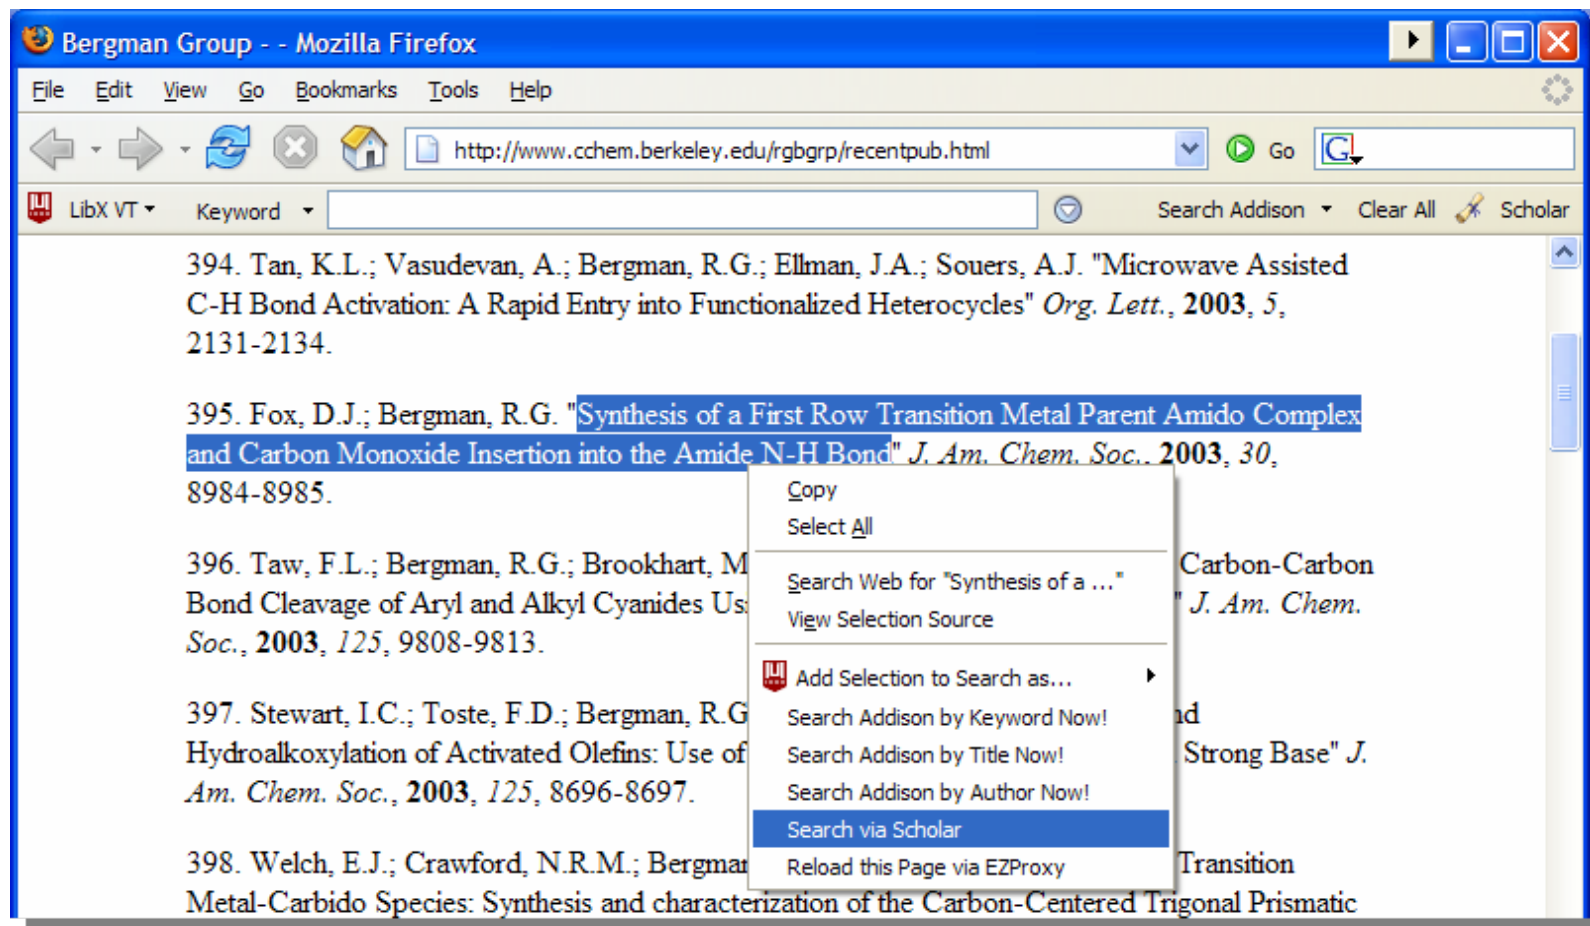 Bergman Group - - Mozilla Firefox
File Edit View Go Bookmarks Tools Help
http://www.cchem.berkeley.edu/rgbgrp/recentpub.html Go G
LibX VT Keyword Search Addison Clear All Scholar
394. Tan, K.L.; Vasudevan, A.; Bergman, R.G.; Ellman, J.A.; Souers, A.J. "Microwave Assisted
C-H Bond Activation: A Rapid Entry into Functionalized Heterocycles" Org. Lett., 2003, 5,
2131-2134.
395. Fox, D.J.; Bergman, R.G. "Synthesis of a First Row Transition Metal Parent Amido Complex
and Carbon Monoxide Insertion into the Amide N-H Bond" J. Am. Chem. Soc., 2003, 30,
8984-8985.
396. Taw, F.L.; Bergman, R.G.; Brookhart, M Carbon-Carbon
Bond Cleavage of Aryl and Alkyl Cyanides Us " J. Am. Chem.
Soc., 2003, 125, 9808-9813.
397. Stewart, I.C.; Toste, F.D.; Bergman, R.G
Hydroalkoxylation of Activated Olefins: Use of Strong Base" J.
Am. Chem. Soc., 2003, 125, 8696-8697.
398. Welch, E.J.; Crawford, N.R.M.; Bergman Transition
Metal-Carbido Species: Synthesis and characterization of the Carbon-Centered Trigonal Prismatic
Copy
Select All
Search Web for "Synthesis of a ..."
View Selection Source
Add Selection to Search as...
Search Addison by Keyword Now!
Search Addison by Title Now!
Search Addison by Author Now!
Search via Scholar
Reload this Page via EZProxy